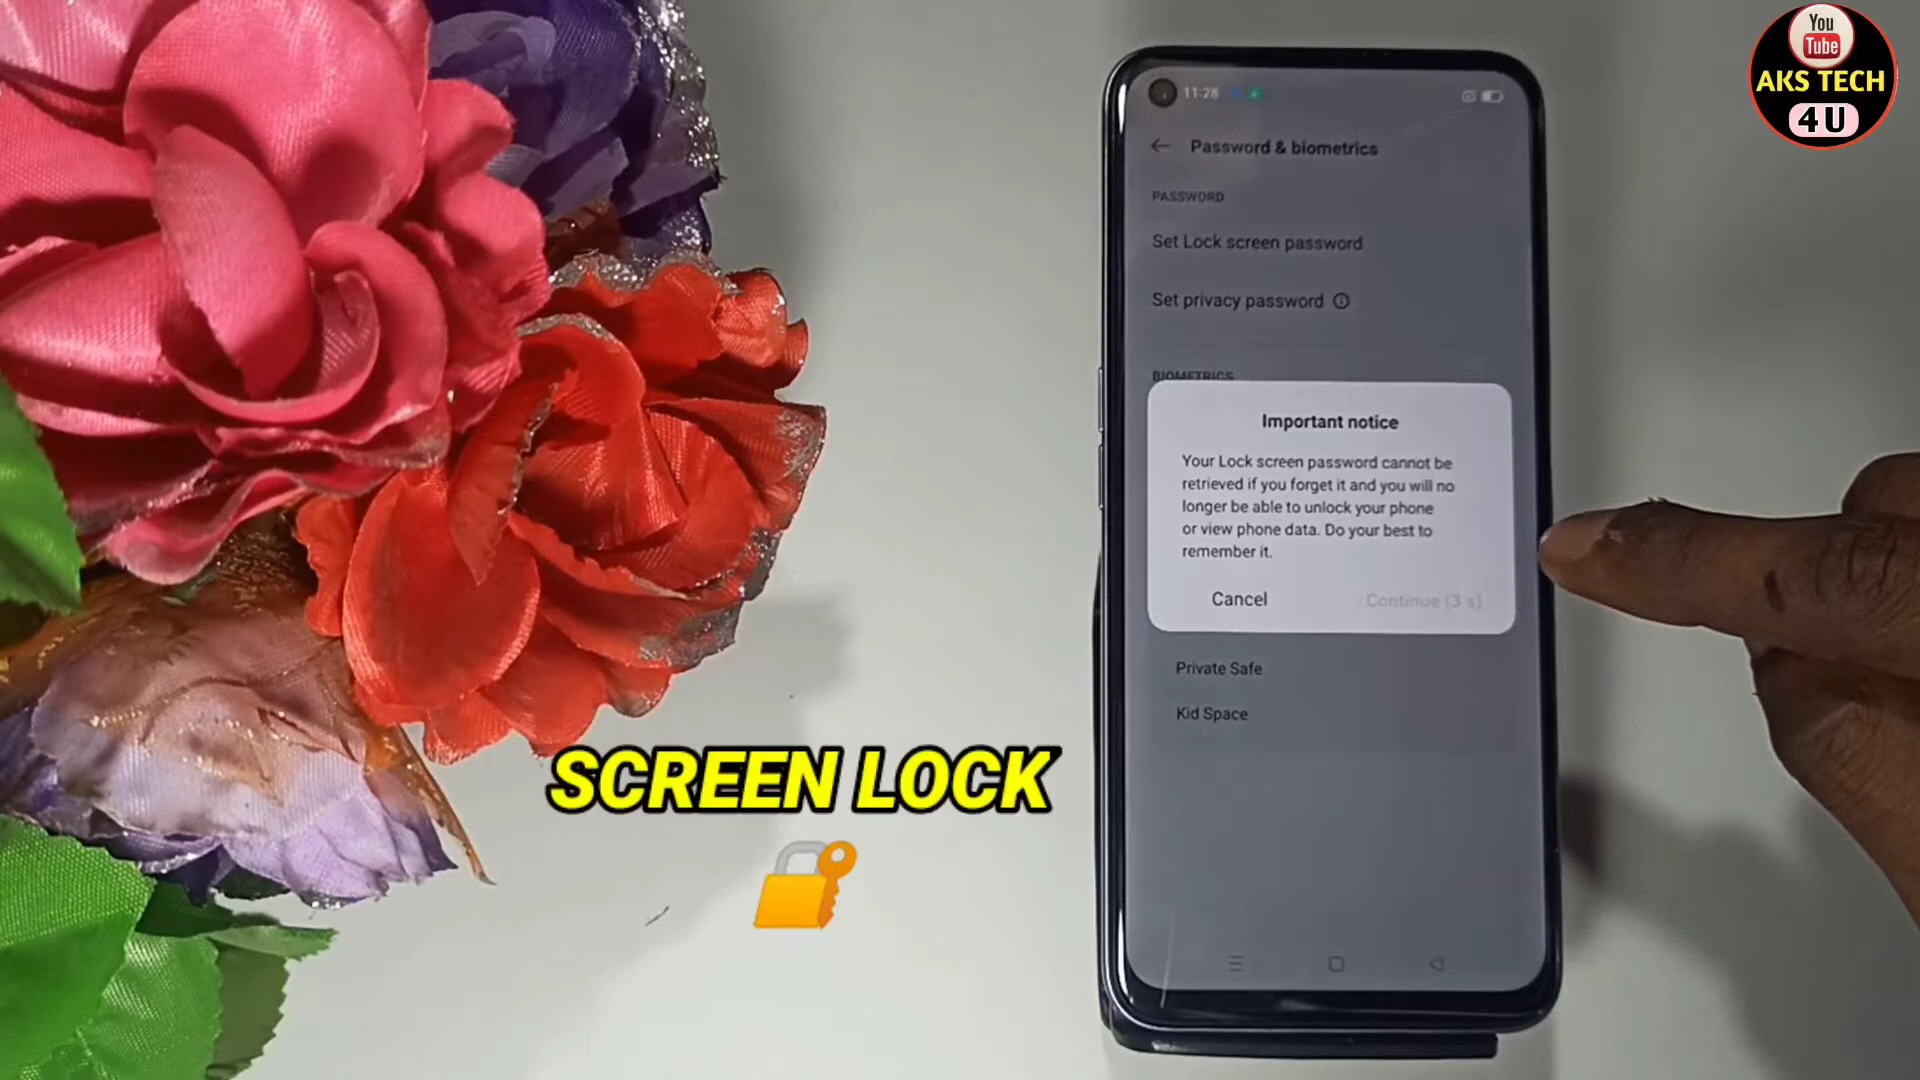 You
Tube
AKS TECH
4U
11:28
Password & biometrics
PASSWORD
Set Lock screen password
Set privacy password
BIOMETRICS
Important notice
Your Lock screen password cannot be
retrieved if you forget it and you will no
longer be able to unlock your phone
or view phone data. Do your best to
remember it.
Cancel
Continue (3 s)
Private Safe
Kid Space
SCREEN LOCK